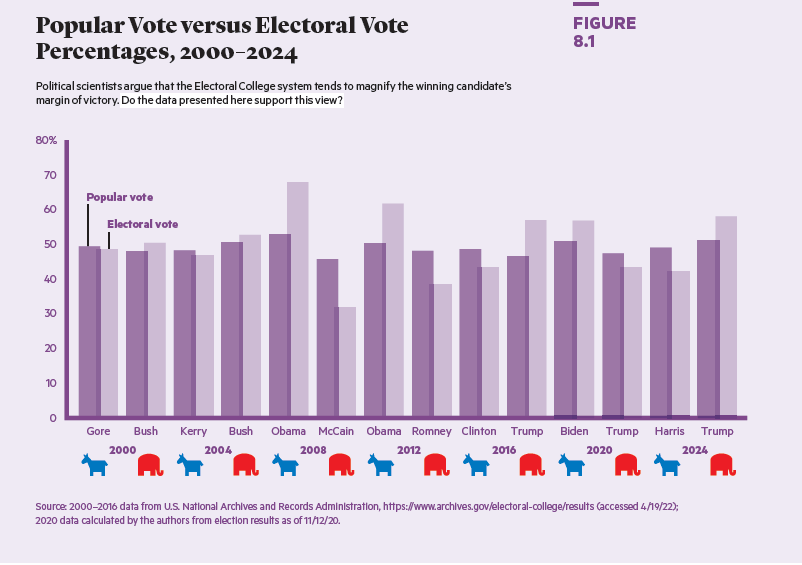 Popular Vote versus Electoral Vote
Percentages, 2000–2024
FIGURE
8.1
Political scientists argue that the Electoral College system tends to magnify the winning candidate's
margin of victory. Do the data presented here support this view?
80%
70
60
50
40
30
20
10
0
Popular vote
Electoral vote
Gore Bush Kerry Bush Obama McCain Obama Romney Clinton Trump Biden Trump Harris Trump
2000 2004 2008 2012 2016 2020 2024
Source: 2000–2016 data from U.S. National Archives and Records Administration, https://www.archives.gov/electoral-college/results (accessed 4/19/22);
2020 data calculated by the authors from election results as of 11/12/20.